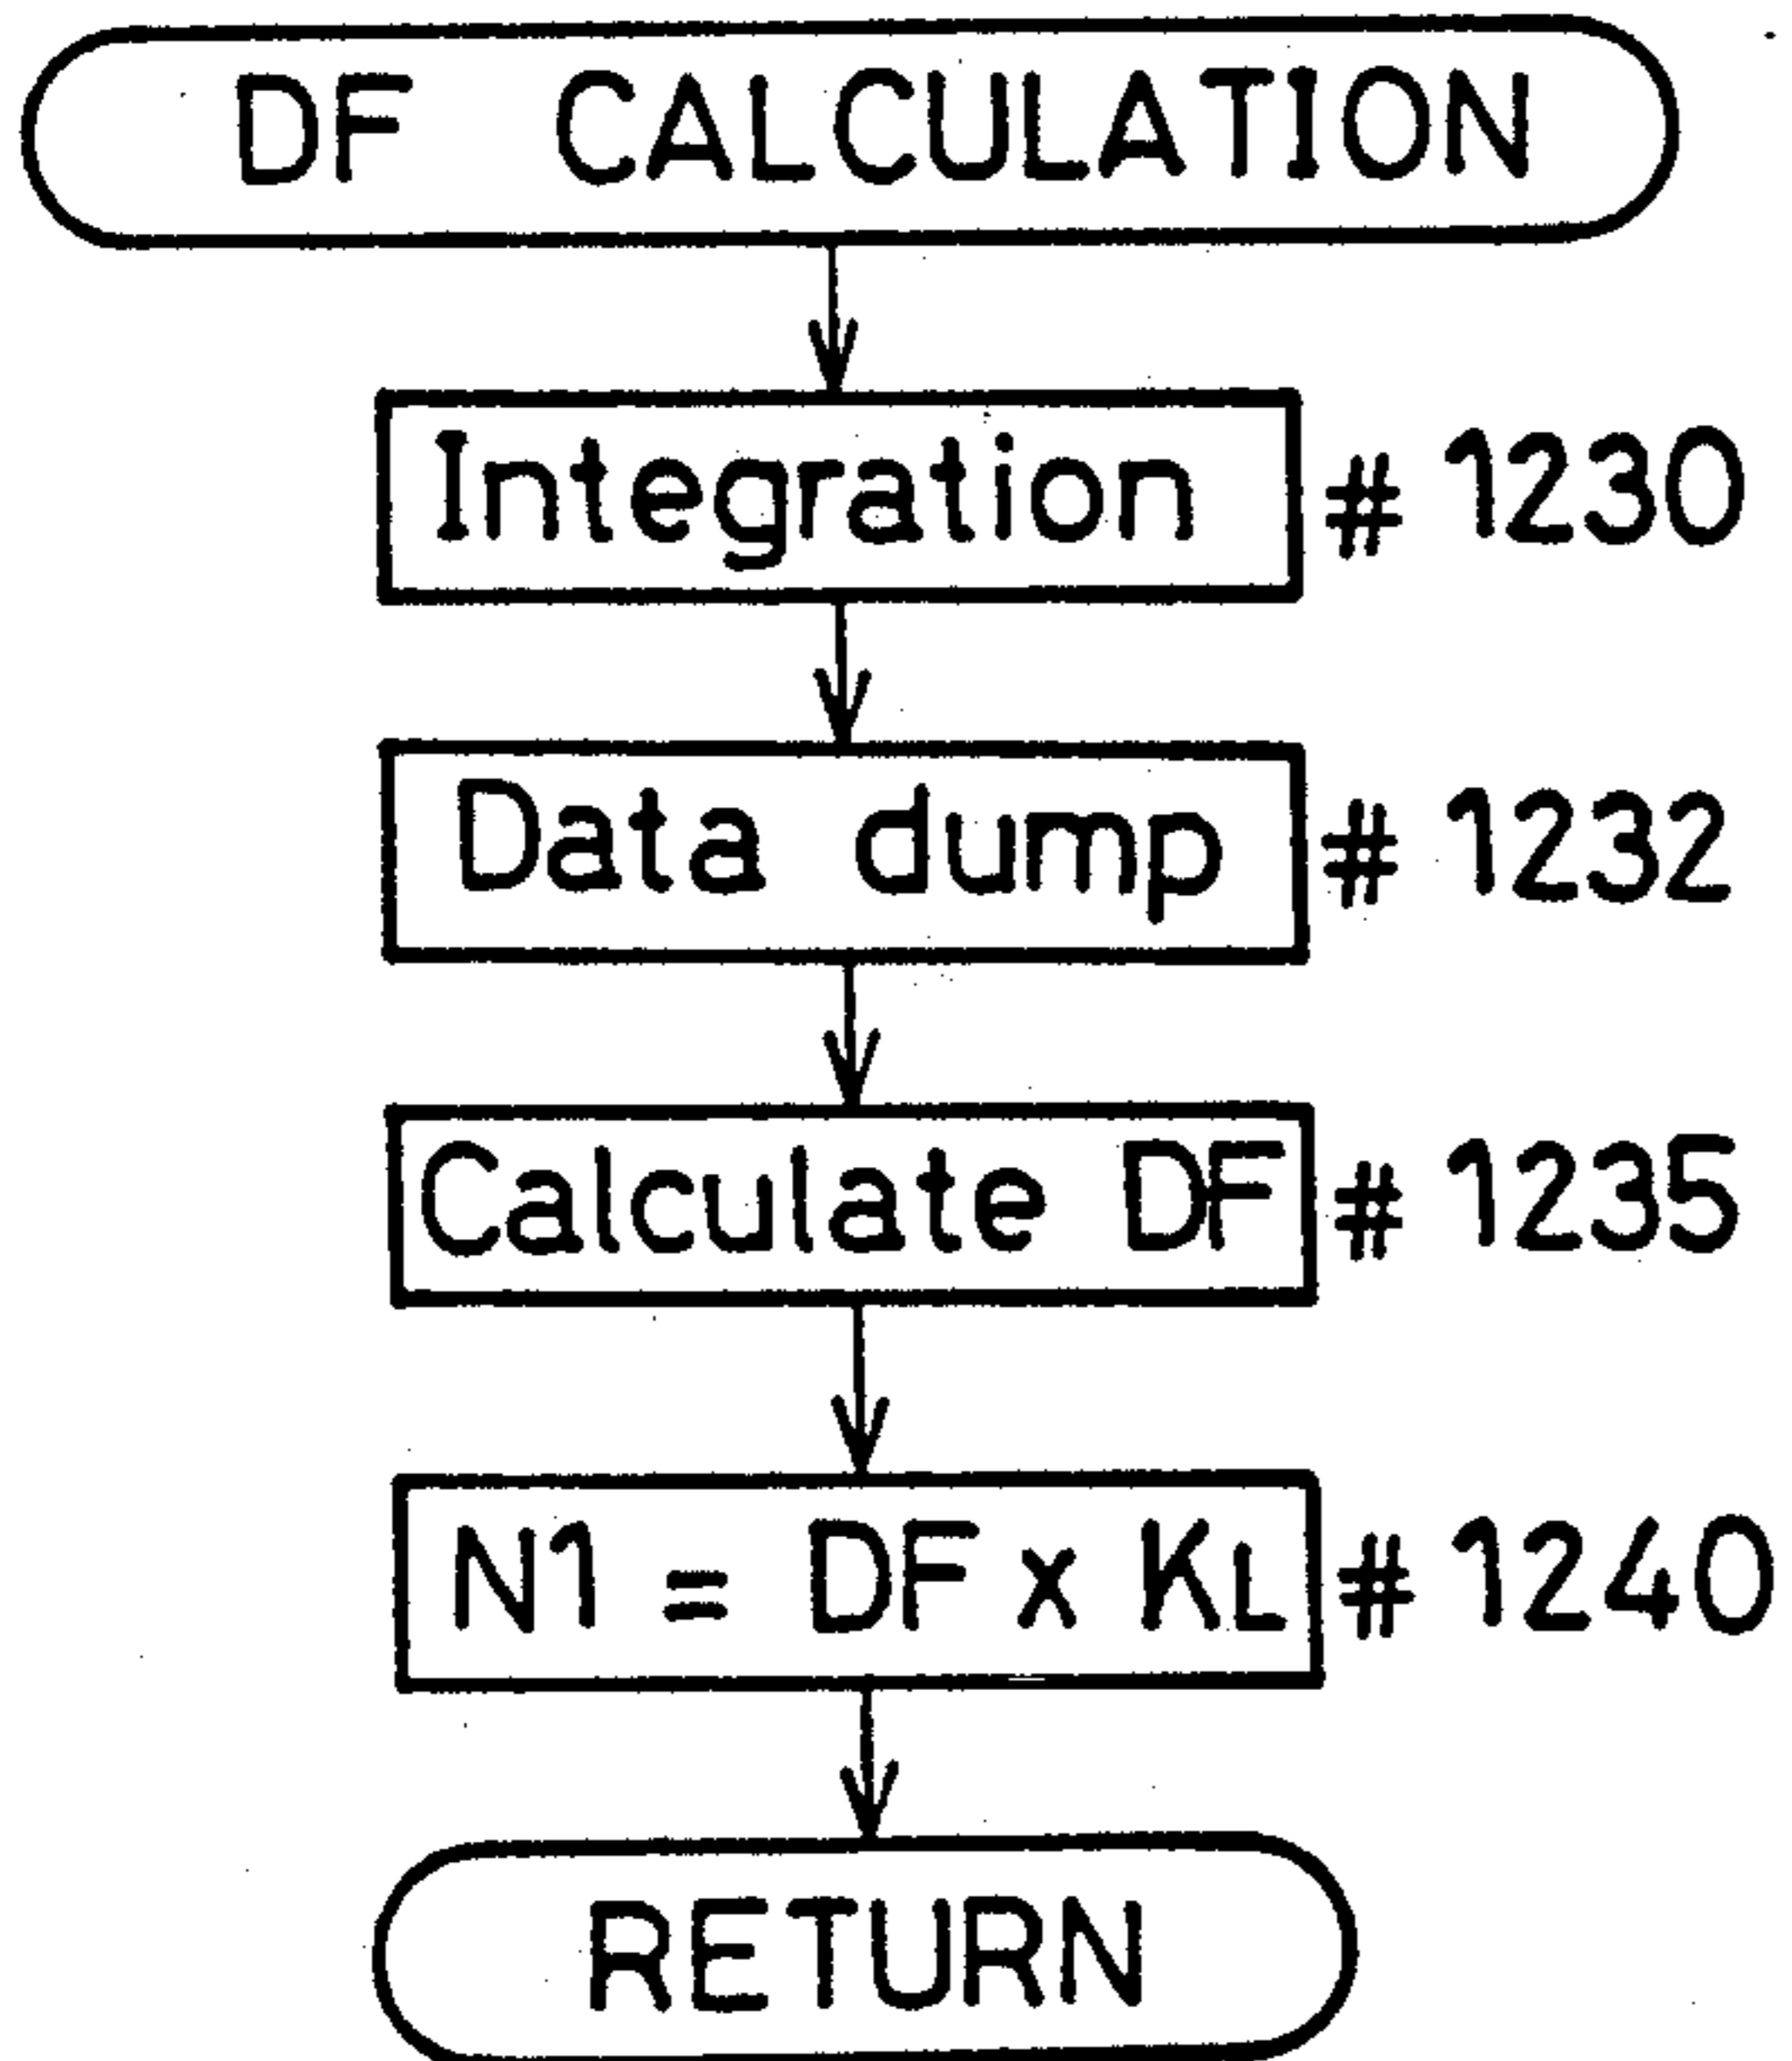 DF CALCULATION
Integration # 1230
Data dump # 1232
Calculate DF # 1235
N1 = DF x KL # 1240
RETURN